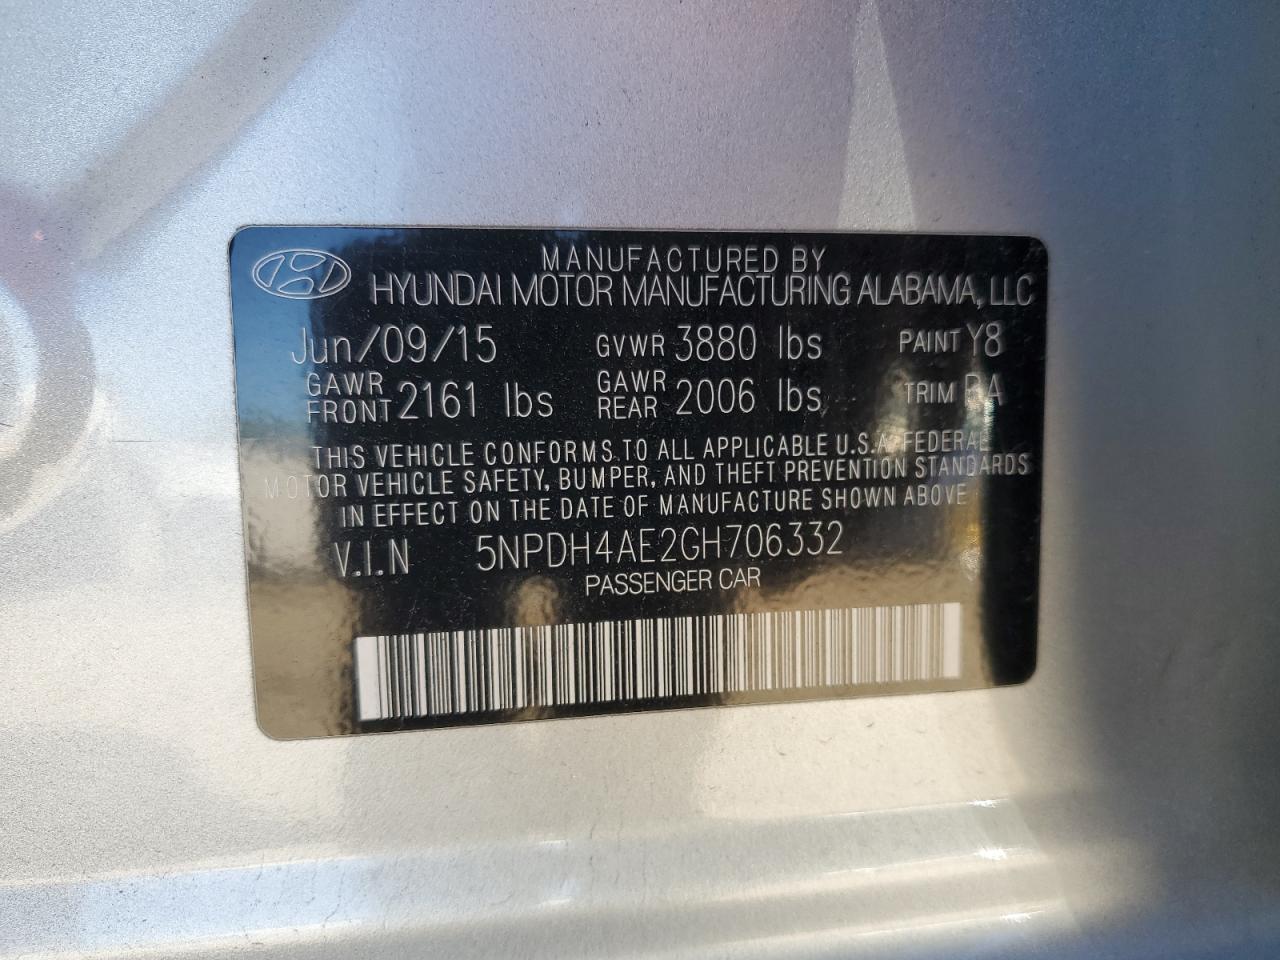 MANUFACTURED BY
HYUNDAI MOTOR MANUFACTURING ALABAMA, LLC
Jun/09/15 GVWR 3880 lbs PAINT Y8
GAWR FRONT 2161 lbs GAWR REAR 2006 lbs TRIM RA
THIS VEHICLE CONFORMS TO ALL APPLICABLE U.S.A. FEDERAL
MOTOR VEHICLE SAFETY, BUMPER, AND THEFT PREVENTION STANDARDS
IN EFFECT ON THE DATE OF MANUFACTURE SHOWN ABOVE
V.I.N 5NPDH4AE2GH706332
PASSENGER CAR